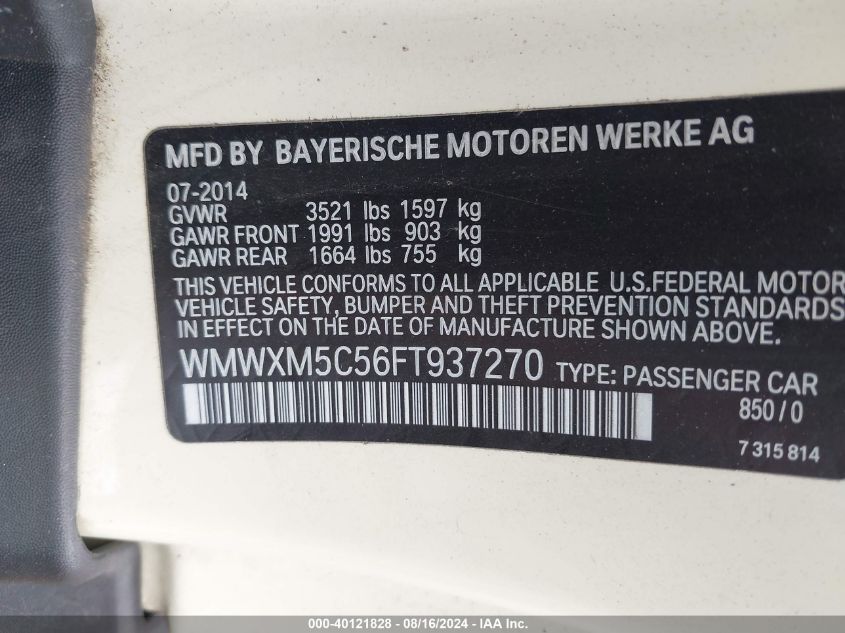 MFD BY BAYERISCHE MOTOREN WERKE AG
07-2014
GVWR 3521 lbs 1597 kg
GAWR FRONT 1991 lbs 903 kg
GAWR REAR 1664 lbs 755 kg
THIS VEHICLE CONFORMS TO ALL APPLICABLE U.S.FEDERAL MOTOR
VEHICLE SAFETY, BUMPER AND THEFT PREVENTION STANDARDS
IN EFFECT ON THE DATE OF MANUFACTURE SHOWN ABOVE.
WMWXM5C56FT937270 TYPE: PASSENGER CAR
850 / 0
7 315 814
000-40121828 - 08/16/2024 - IAA Inc.